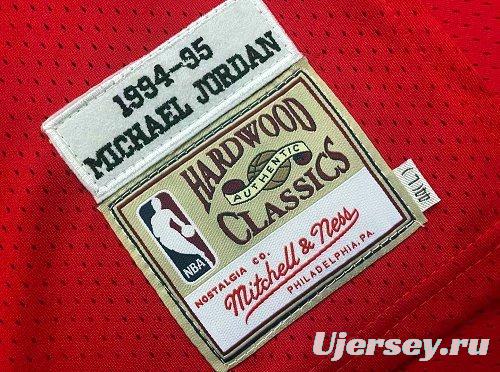 1994-95
MICHAEL JORDAN
HARDWOOD
AUTHENTIC
CLASSICS
NBA
NOSTALGIA CO.
Mitchell & Ness
PHILADELPHIA, PA.
Ujersey.ru